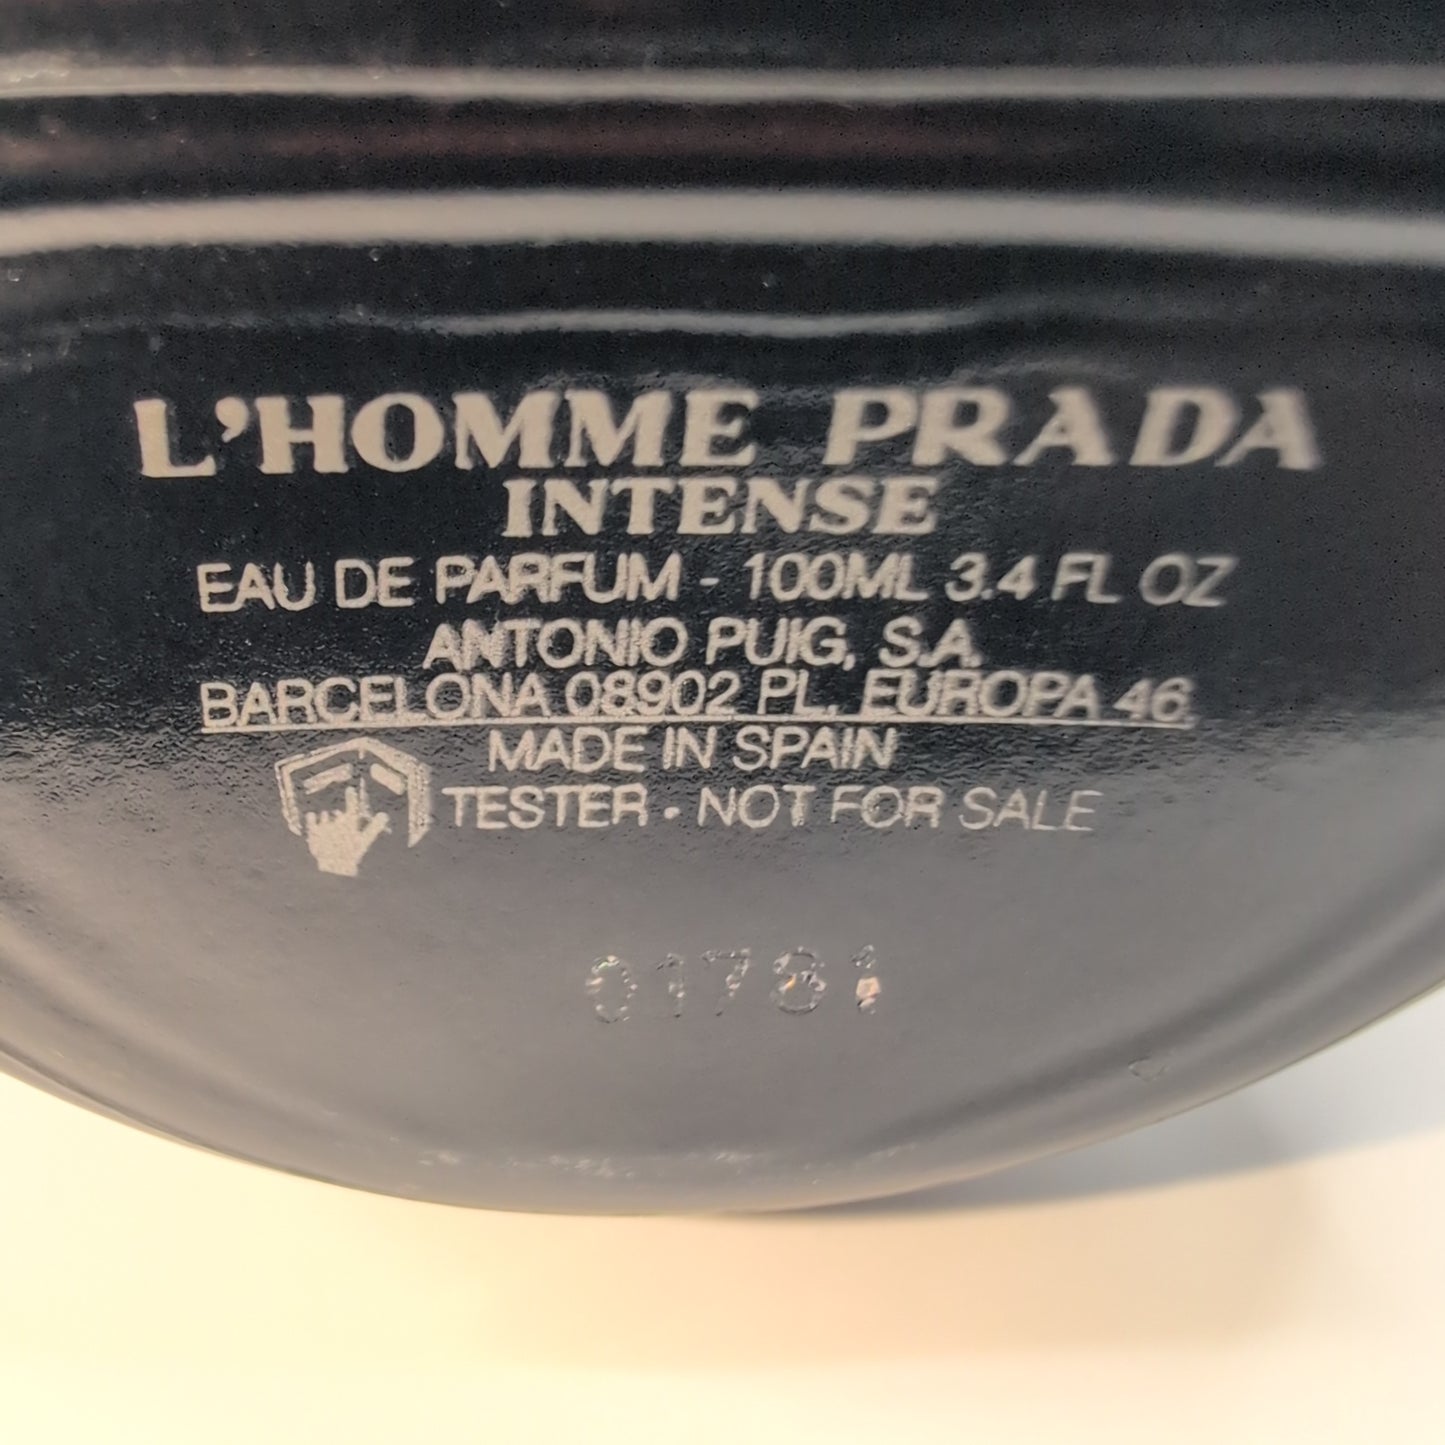 L'HOMME PRADA
INTENSE
EAU DE PARFUM - 100ML 3.4 FL OZ
ANTONIO PUIG, S.A.
BARCELONA 08902 PL. EUROPA 46
MADE IN SPAIN
TESTER • NOT FOR SALE
01781